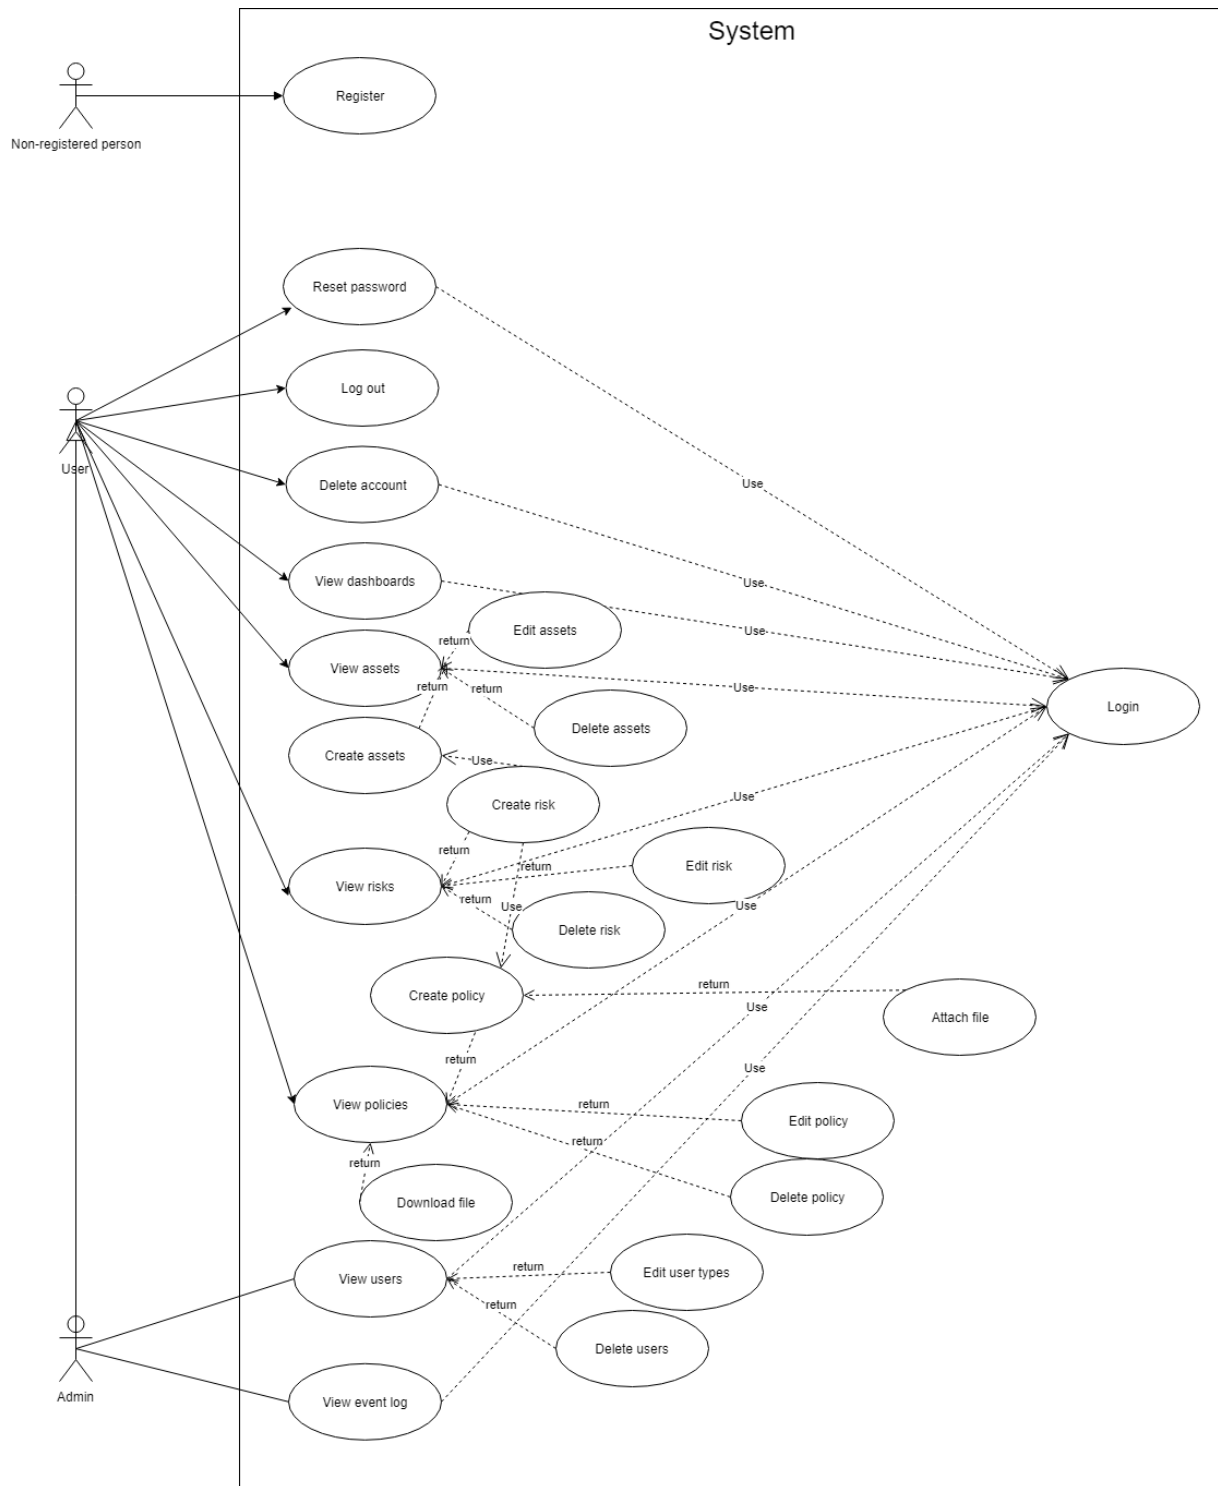 System
Register
Non-registered person
Reset password
Log out
User
Delete account
Use
View dashboards
Use
Edit assets
Use
return
View assets
return
return
Use
Login
Delete assets
Create assets
Use
Create risk
Use
return
return
Edit risk
View risks
return
Use
Use
Delete risk
return
Create policy
Use
Attach file
return
Use
View policies
return
Edit policy
return
return
Delete policy
Download file
return
View users
Edit user types
return
Delete users
Admin
View event log